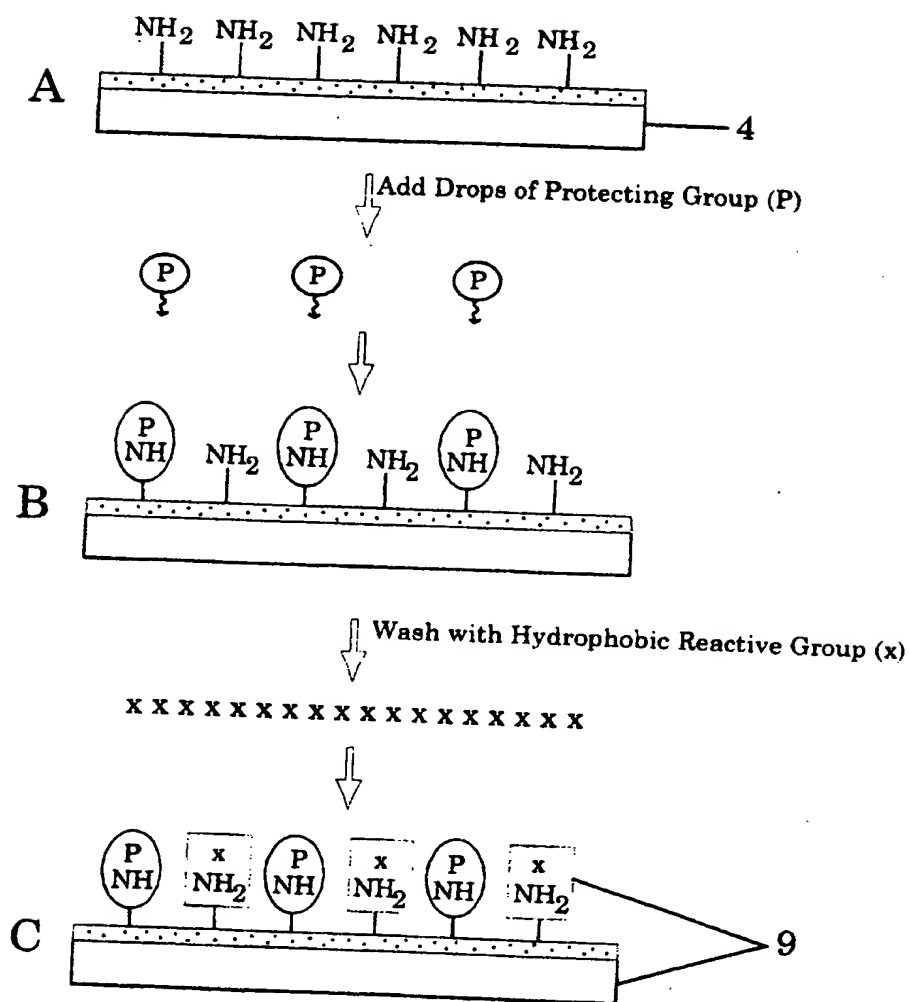 NH2 NH2 NH2 NH2 NH2 NH2
A
4
Add Drops of Protecting Group (P)
P P P
P P P
NH NH2 NH NH2 NH NH2
B
Wash with Hydrophobic Reactive Group (x)
x x x x x x x x x x x x x x x x x x
P x P x P x
NH NH2 NH NH2 NH NH2
C
9